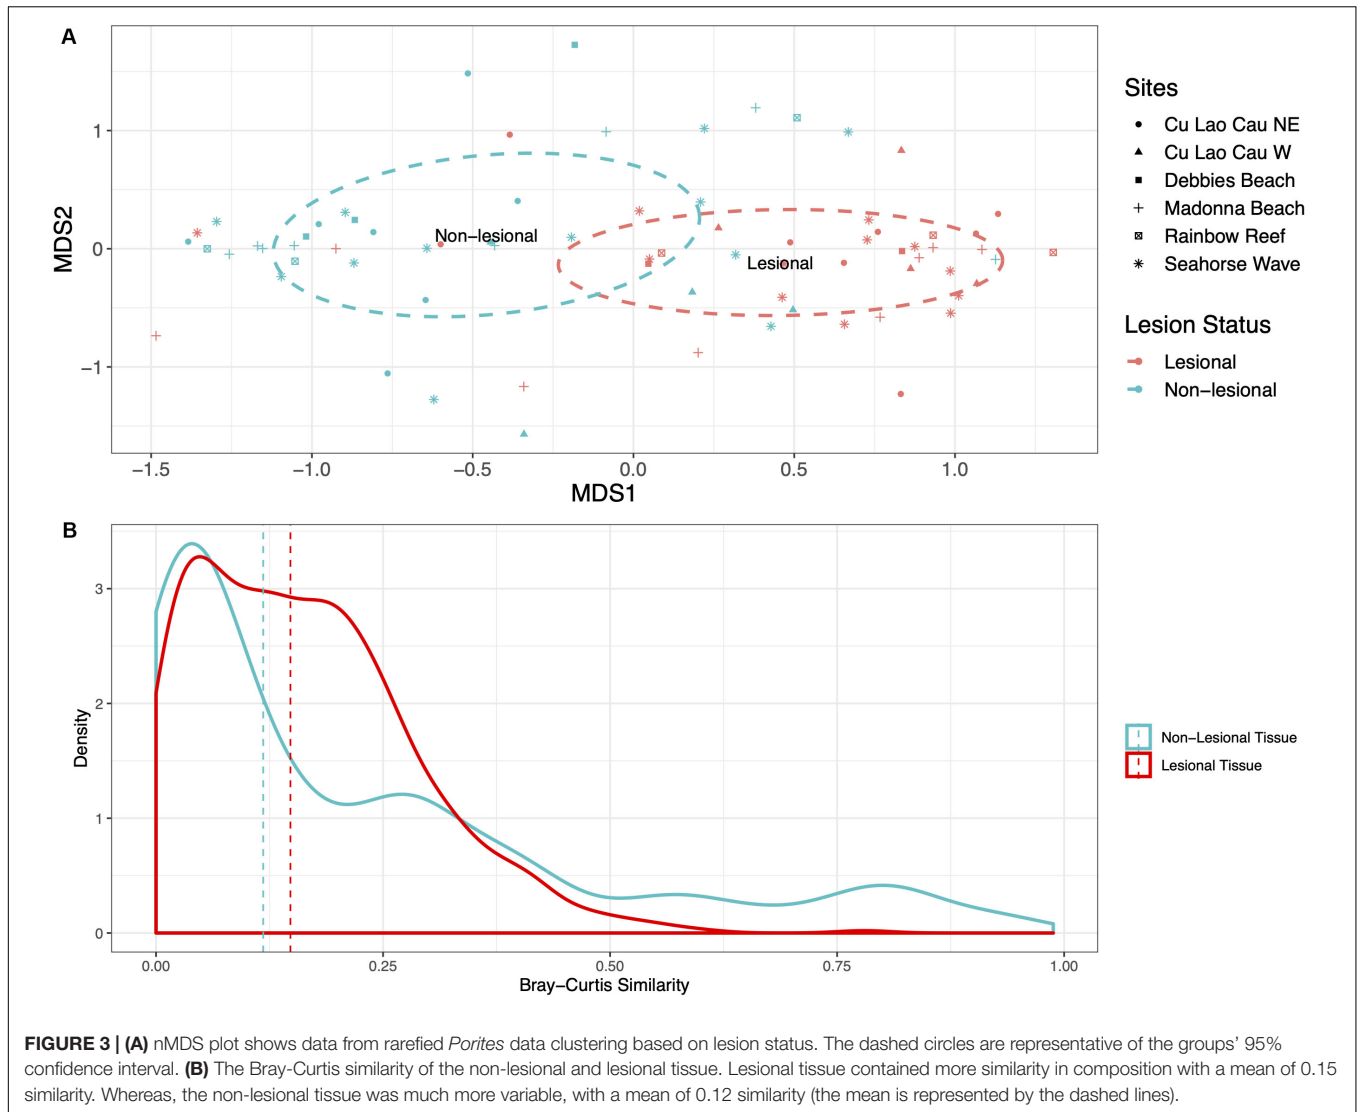 A
MDS2
1
0
−1
Non−lesional
Lesional
−1.5 −1.0 −0.5 0.0 0.5 1.0
MDS1
Sites
Cu Lao Cau NE
Cu Lao Cau W
Debbies Beach
Madonna Beach
Rainbow Reef
Seahorse Wave
Lesion Status
Lesional
Non−lesional
B
Density
3
2
1
0
0.00 0.25 0.50 0.75 1.00
Bray−Curtis Similarity
Non−Lesional Tissue
Lesional Tissue
FIGURE 3 | (A) nMDS plot shows data from rarefied Porites data clustering based on lesion status. The dashed circles are representative of the groups' 95%
confidence interval. (B) The Bray-Curtis similarity of the non-lesional and lesional tissue. Lesional tissue contained more similarity in composition with a mean of 0.15
similarity. Whereas, the non-lesional tissue was much more variable, with a mean of 0.12 similarity (the mean is represented by the dashed lines).